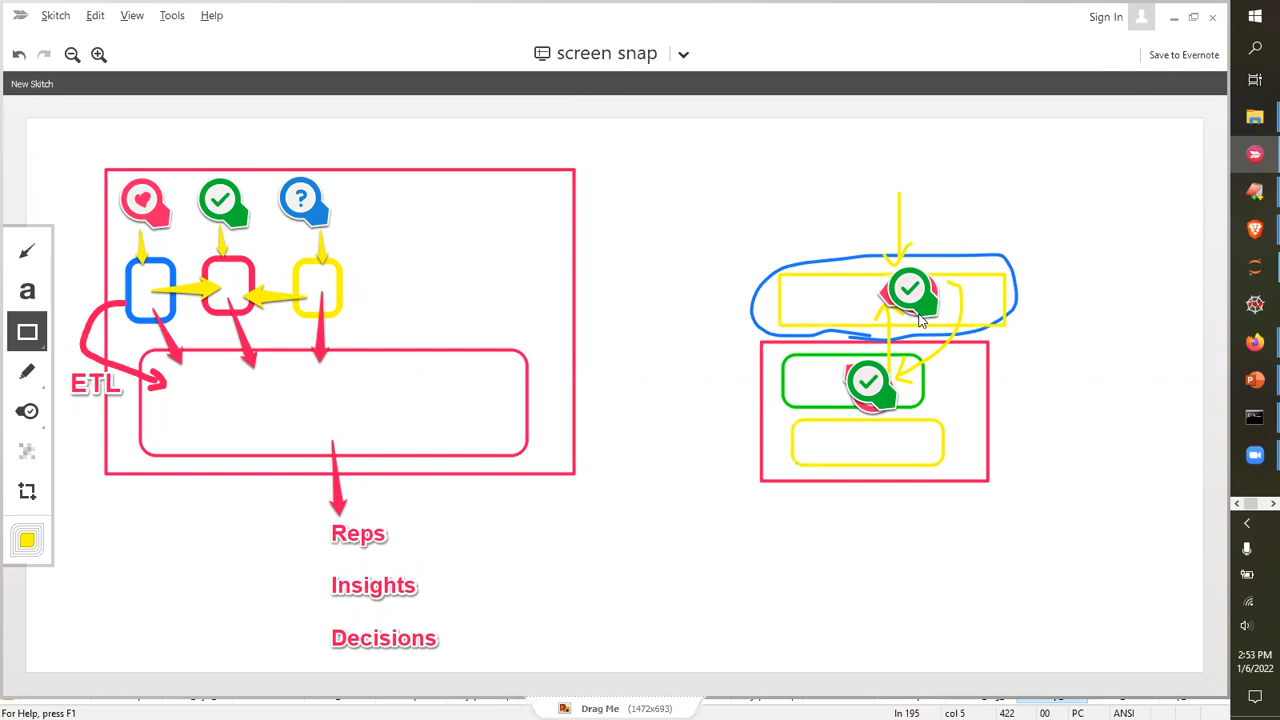 Skitch Edit View Tools Help
Sign In
screen snap
Save to Evernote
New Skitch
a
?
ETL
Reps
Insights
Decisions
2:53 PM
1/6/2022
For Help, press F1
Drag Me (1472x693)
ln 195 col 5 422 00 PC ANSI